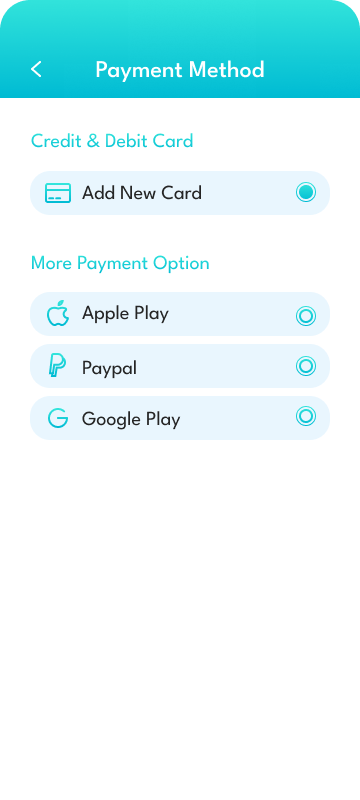 Payment Method
Credit & Debit Card
Add New Card
More Payment Option
Apple Play
Paypal
Google Play